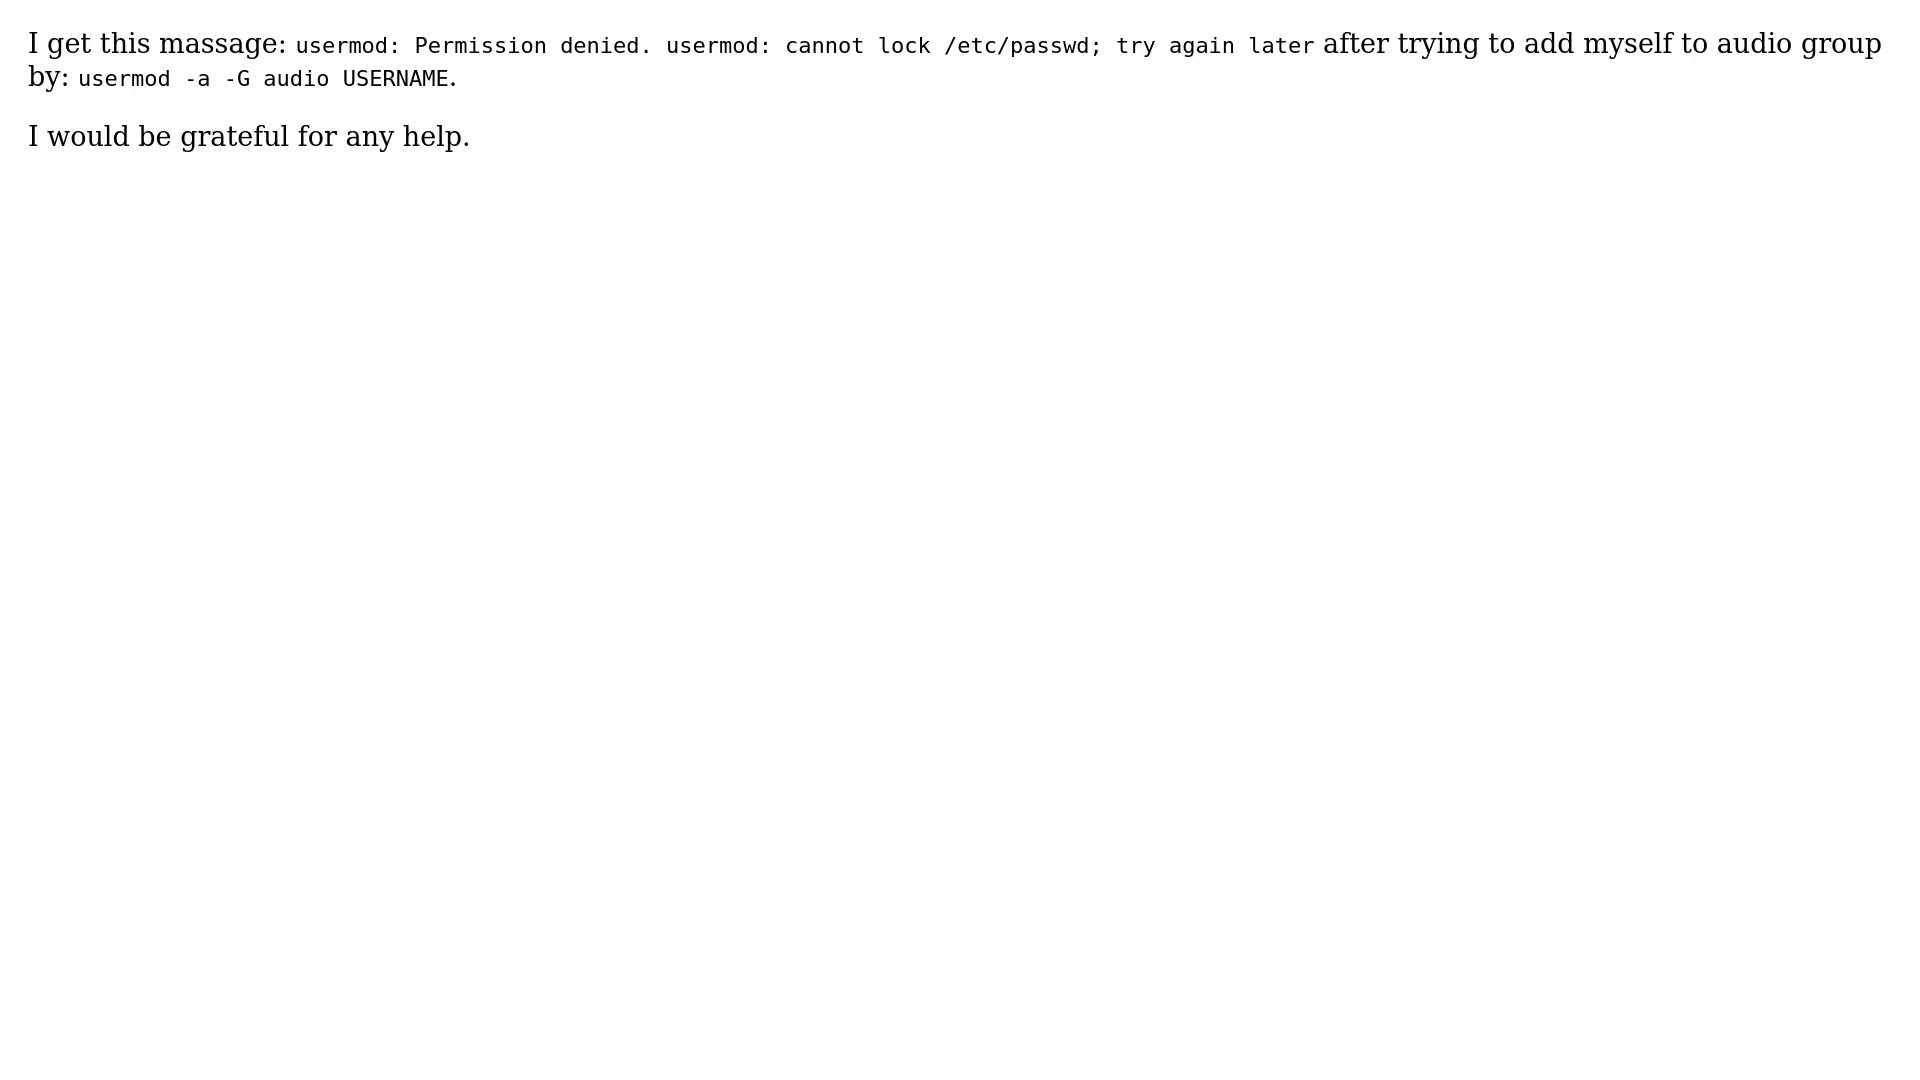 I get this massage: usermod: Permission denied. usermod: cannot lock /etc/passwd; try again later after trying to add myself to audio group
by: usermod -a -G audio USERNAME.
I would be grateful for any help.